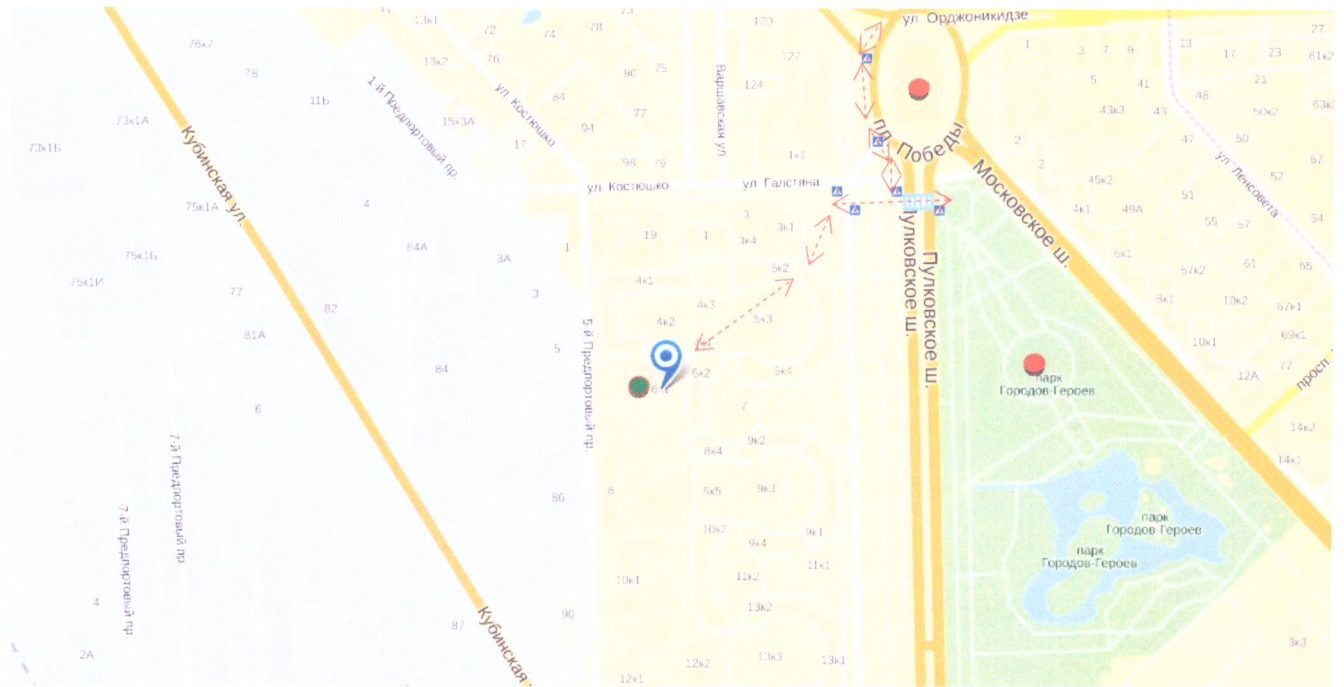 11
13к1
73
120
ул. Орджоникидзе
27
76к7
72
74
78
127
1
3
7
9
13
17
23
61к2
78
13к2
76
90
75
124
5
41
21
11Б
1-й Предпортовый пр.
ул. Костюшко
84
77
Варшавская ул
43к3
43
48
50к2
73к1А
15к3А
94
пл Победы
2
47
50
73к1Б
Кубинская ул.
17
98
79
1к1
2
ул. Ленсовета
67
ул. Костюшко
ул. Галстяна
Московское ш.
45к2
51
52
75к1А
4
3
3к1
4к1
49А
55
57
54
84А
1
19
1
3к4
75к1Б
3А
5к2
6к1
57к2
61
65
75к1И
77
82
3
4к1
4к3
Пулковское ш.
Пулковское ш.
8к1
10к2
67к1
81А
5-й Предпортовый пр.
4к2
5к3
69к1
84
5
6к2
5к4
10к1
77
парк
Городов-Героев
12А
просп.
6
7
14к2
7-й Предпортовый пр
8к4
9к2
14к1
86
8
8к5
9к3
7-й Предпортовый пр.
10к2
9к4
9к1
парк
Городов-Героев
парк
Городов-Героев
10к1
11к2
11к1
4
87
Кубинская
90
13к2
3к3
2А
12к1
12к2
13к3
13к1